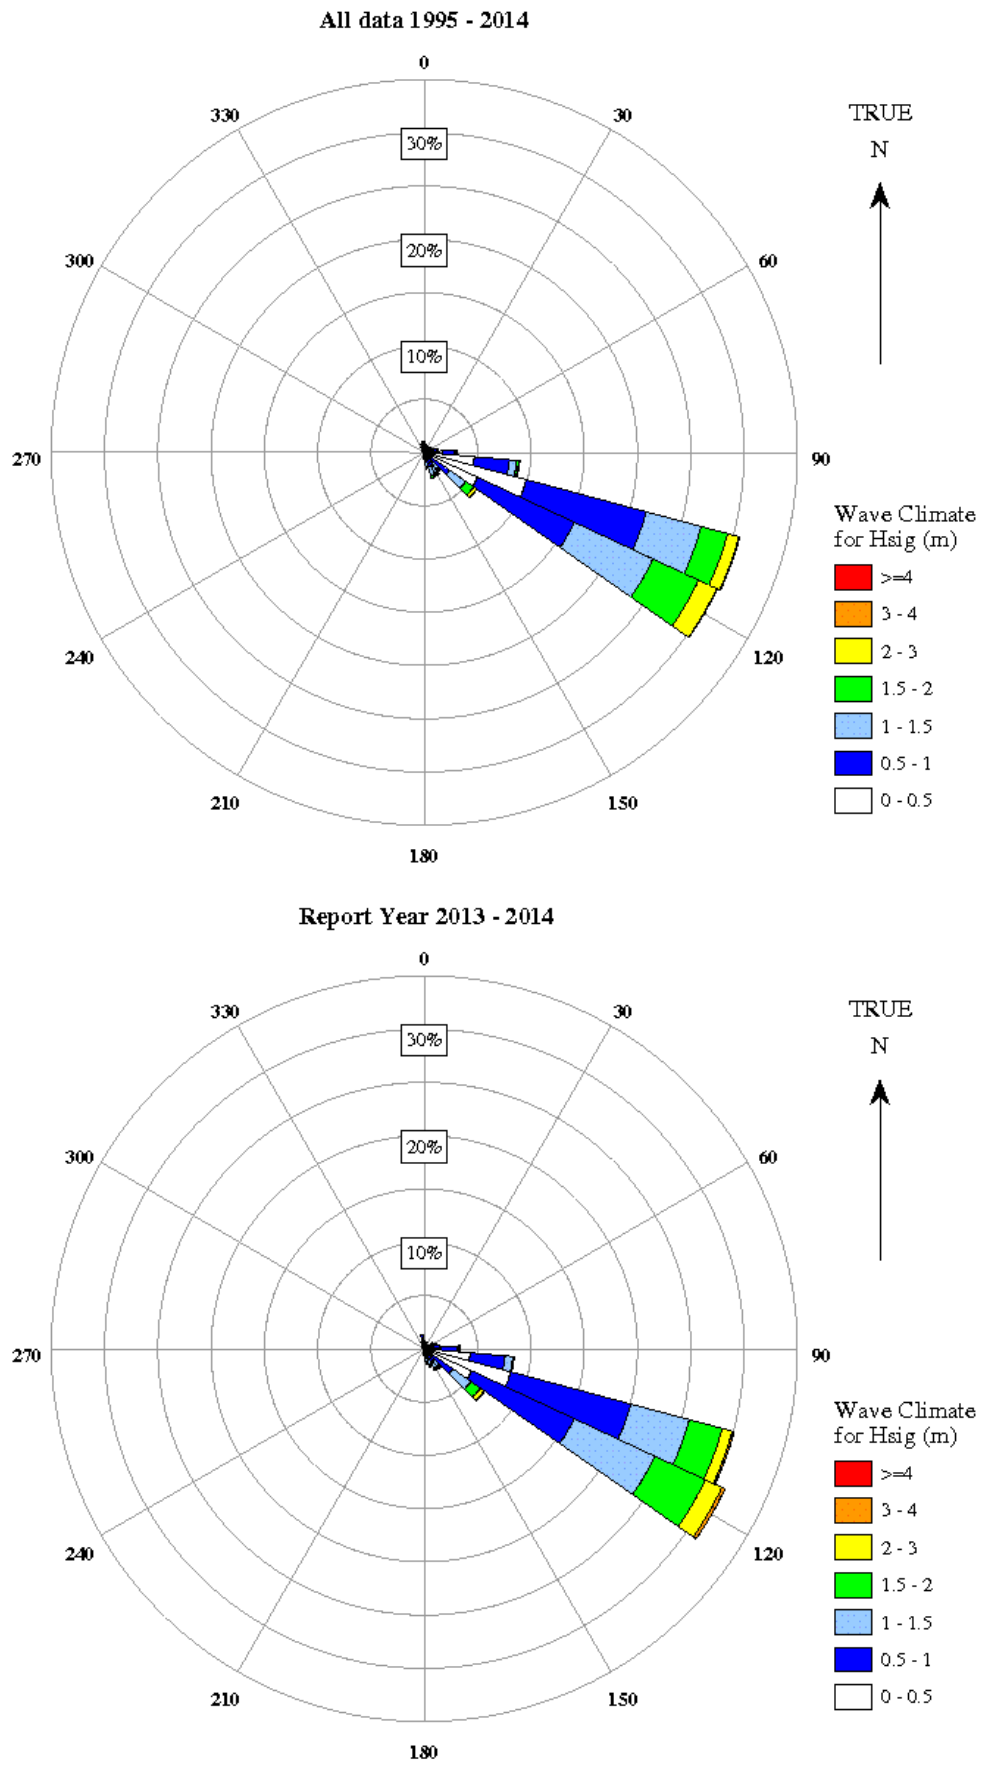 All data 1995 - 2014
0
330
30
TRUE
N
30%
300
60
20%
10%
270
90
Wave Climate
for Hsig (m)
>=4
3 - 4
2 - 3
1.5 - 2
1 - 1.5
0.5 - 1
0 - 0.5
240
120
210
150
180
Report Year 2013 - 2014
0
330
30
TRUE
N
30%
300
60
20%
10%
270
90
Wave Climate
for Hsig (m)
>=4
3 - 4
2 - 3
1.5 - 2
1 - 1.5
0.5 - 1
0 - 0.5
240
120
210
150
180